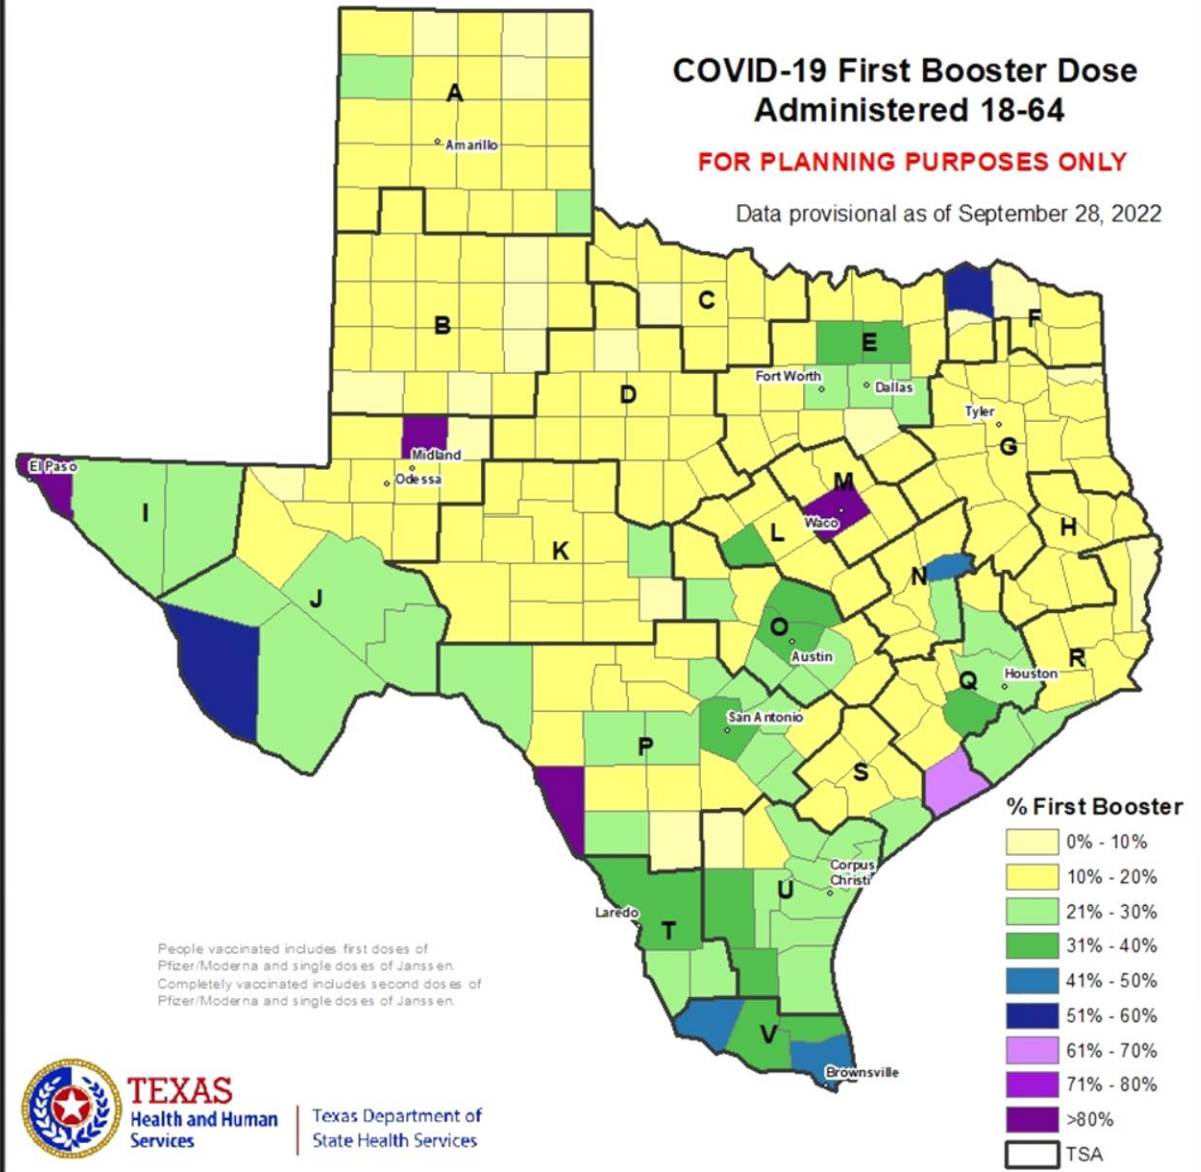 COVID-19 First Booster Dose
Administered 18-64
FOR PLANNING PURPOSES ONLY
Data provisional as of September 28, 2022
A
Amarillo
B
C
D
E
F
Fort Worth
Dallas
Tyler
G
Midland
Odessa
El Paso
I
J
K
L
M
Waco
H
N
O
Austin
R
Q
Houston
San Antonio
P
S
Corpus
Christi
U
Laredo
T
V
Brownsville
% First Booster
0% - 10%
10% - 20%
21% - 30%
31% - 40%
41% - 50%
51% - 60%
61% - 70%
71% - 80%
>80%
TSA
People vaccinated includes first doses of
Pfizer/Moderna and single doses of Janssen.
Completely vaccinated includes second doses of
Pfizer/Moderna and single doses of Janssen.
TEXAS
Health and Human
Services
Texas Department of
State Health Services